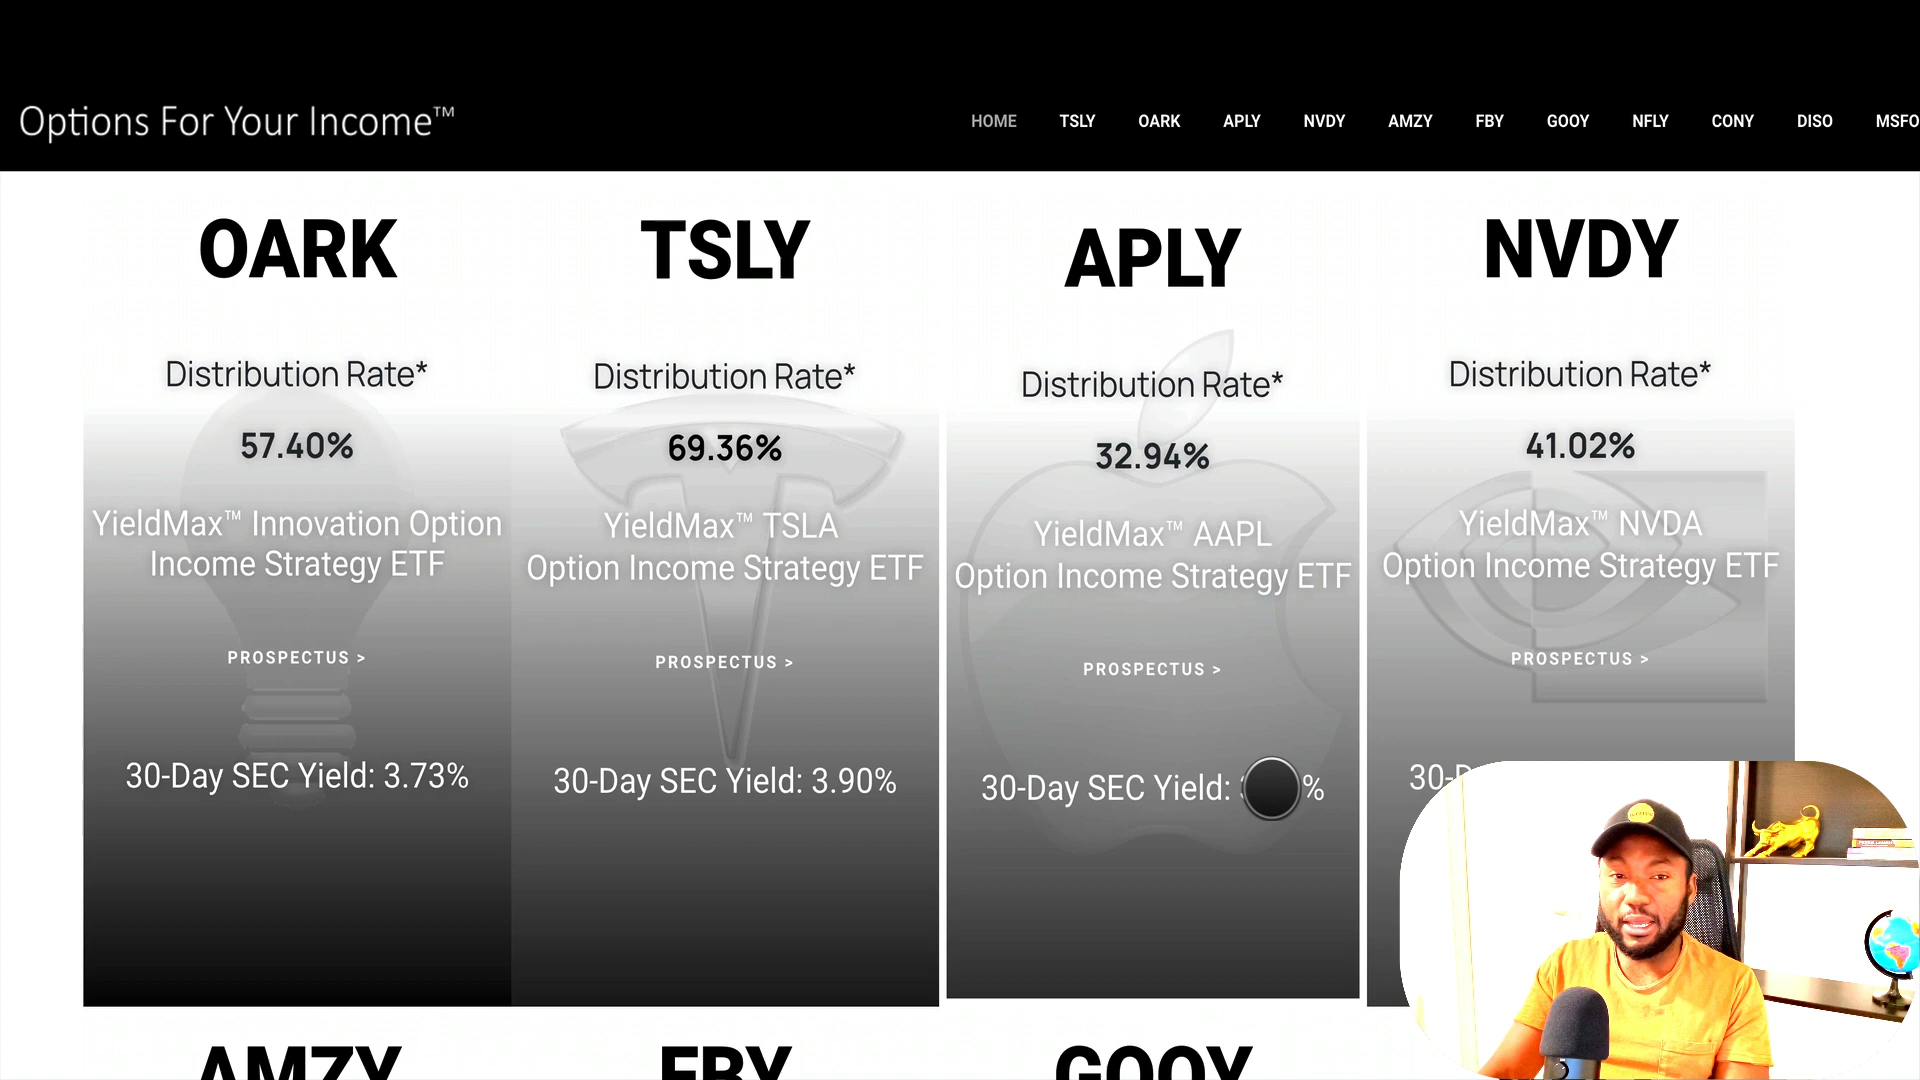 Options For Your Income™
HOME TSLY OARK APLY NVDY AMZY FBY GOOY NFLY CONY DISO MSFO
OARK
Distribution Rate*
57.40%
YieldMax™ Innovation Option
Income Strategy ETF
PROSPECTUS >
30-Day SEC Yield: 3.73%
TSLY
Distribution Rate*
69.36%
YieldMax™ TSLA
Option Income Strategy ETF
PROSPECTUS >
30-Day SEC Yield: 3.90%
APLY
Distribution Rate*
32.94%
YieldMax™ AAPL
Option Income Strategy ETF
PROSPECTUS >
30-Day SEC Yield: %
NVDY
Distribution Rate*
41.02%
YieldMax™ NVDA
Option Income Strategy ETF
PROSPECTUS >
AMZY
FBY
GOOY